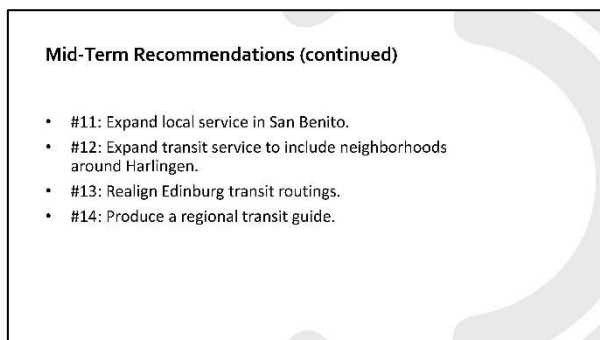 Mid-Term Recommendations (continued)
• #11: Expand local service in San Benito.
• #12: Expand transit service to include neighborhoods
around Harlingen.
• #13: Realign Edinburg transit routings.
• #14: Produce a regional transit guide.